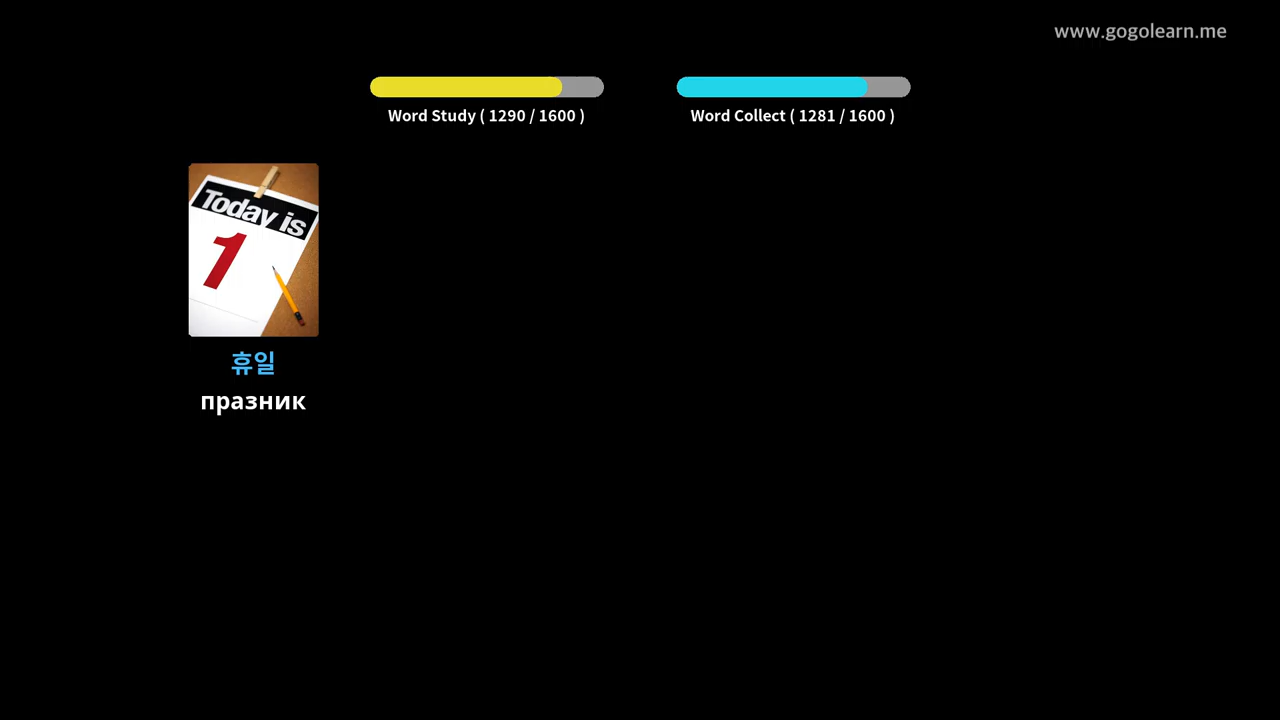 www.gogolearn.me
Word Study ( 1290 / 1600 )
Word Collect ( 1281 / 1600 )
Today is
1
휴일
празник